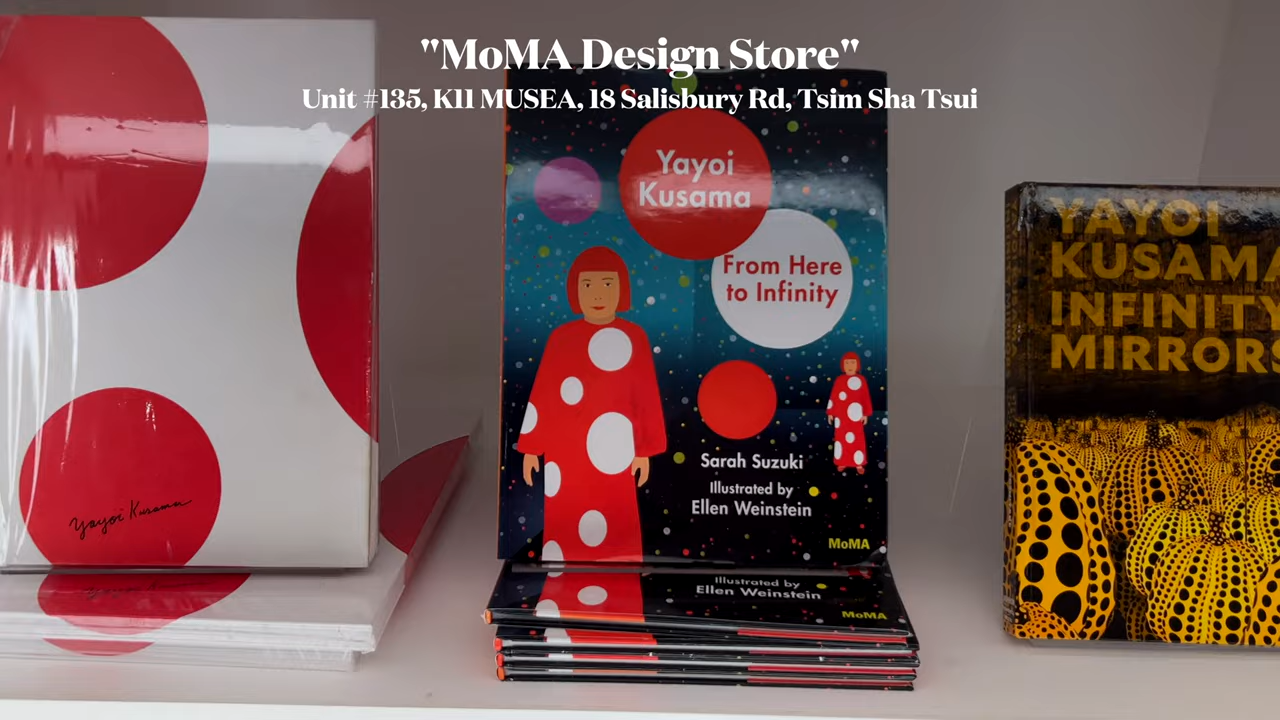 "MoMA Design Store"
Unit #135, K11 MUSEA, 18 Salisbury Rd, Tsim Sha Tsui
Yayoi
Kusama
From Here
to Infinity
Sarah Suzuki
Illustrated by
Ellen Weinstein
MoMA
Illustrated by
Ellen Weinstein
MoMA
Yayoi Kusama
YAYOI
KUSAMA
INFINITY
MIRRORS